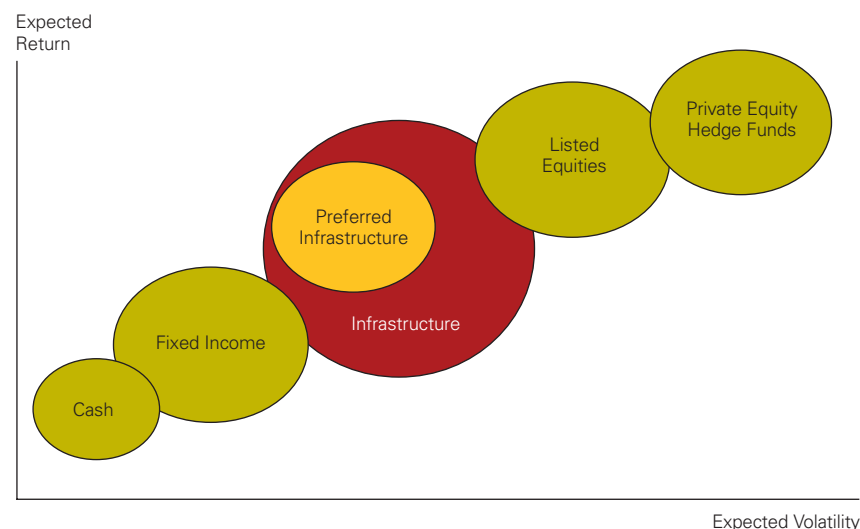 Expected
Return
Private Equity
Hedge Funds
Listed
Equities
Preferred
Infrastructure
Infrastructure
Fixed Income
Cash
Expected Volatility